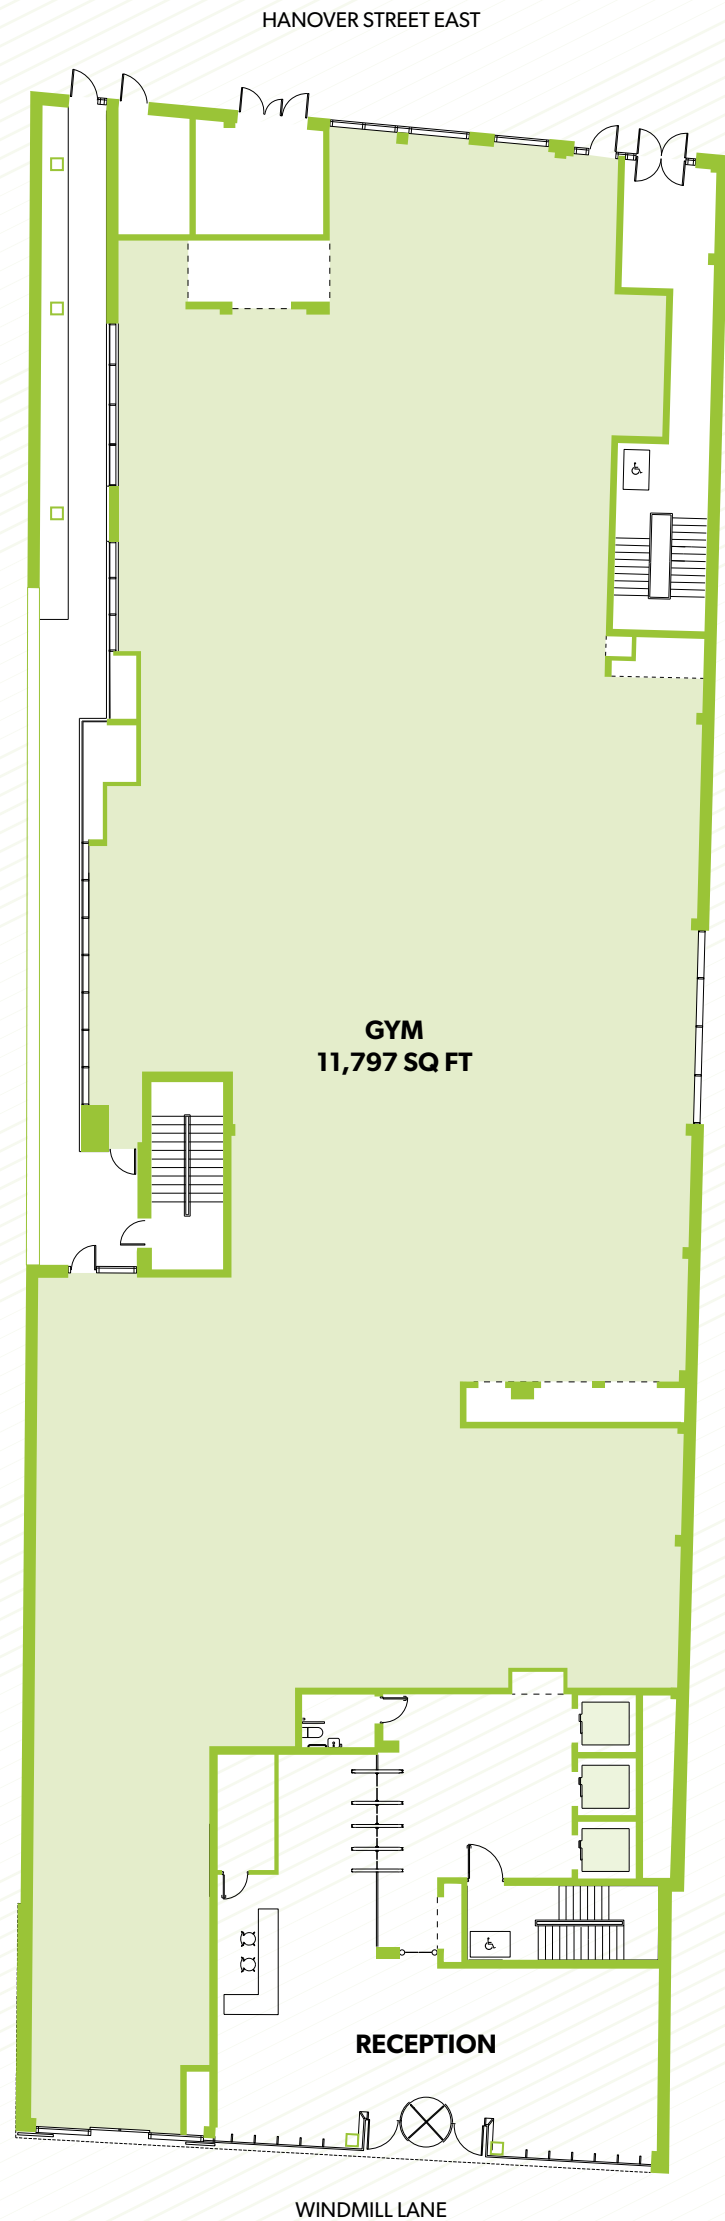 HANOVER STREET EAST
GYM
11,797 SQ FT
RECEPTION
WINDMILL LANE